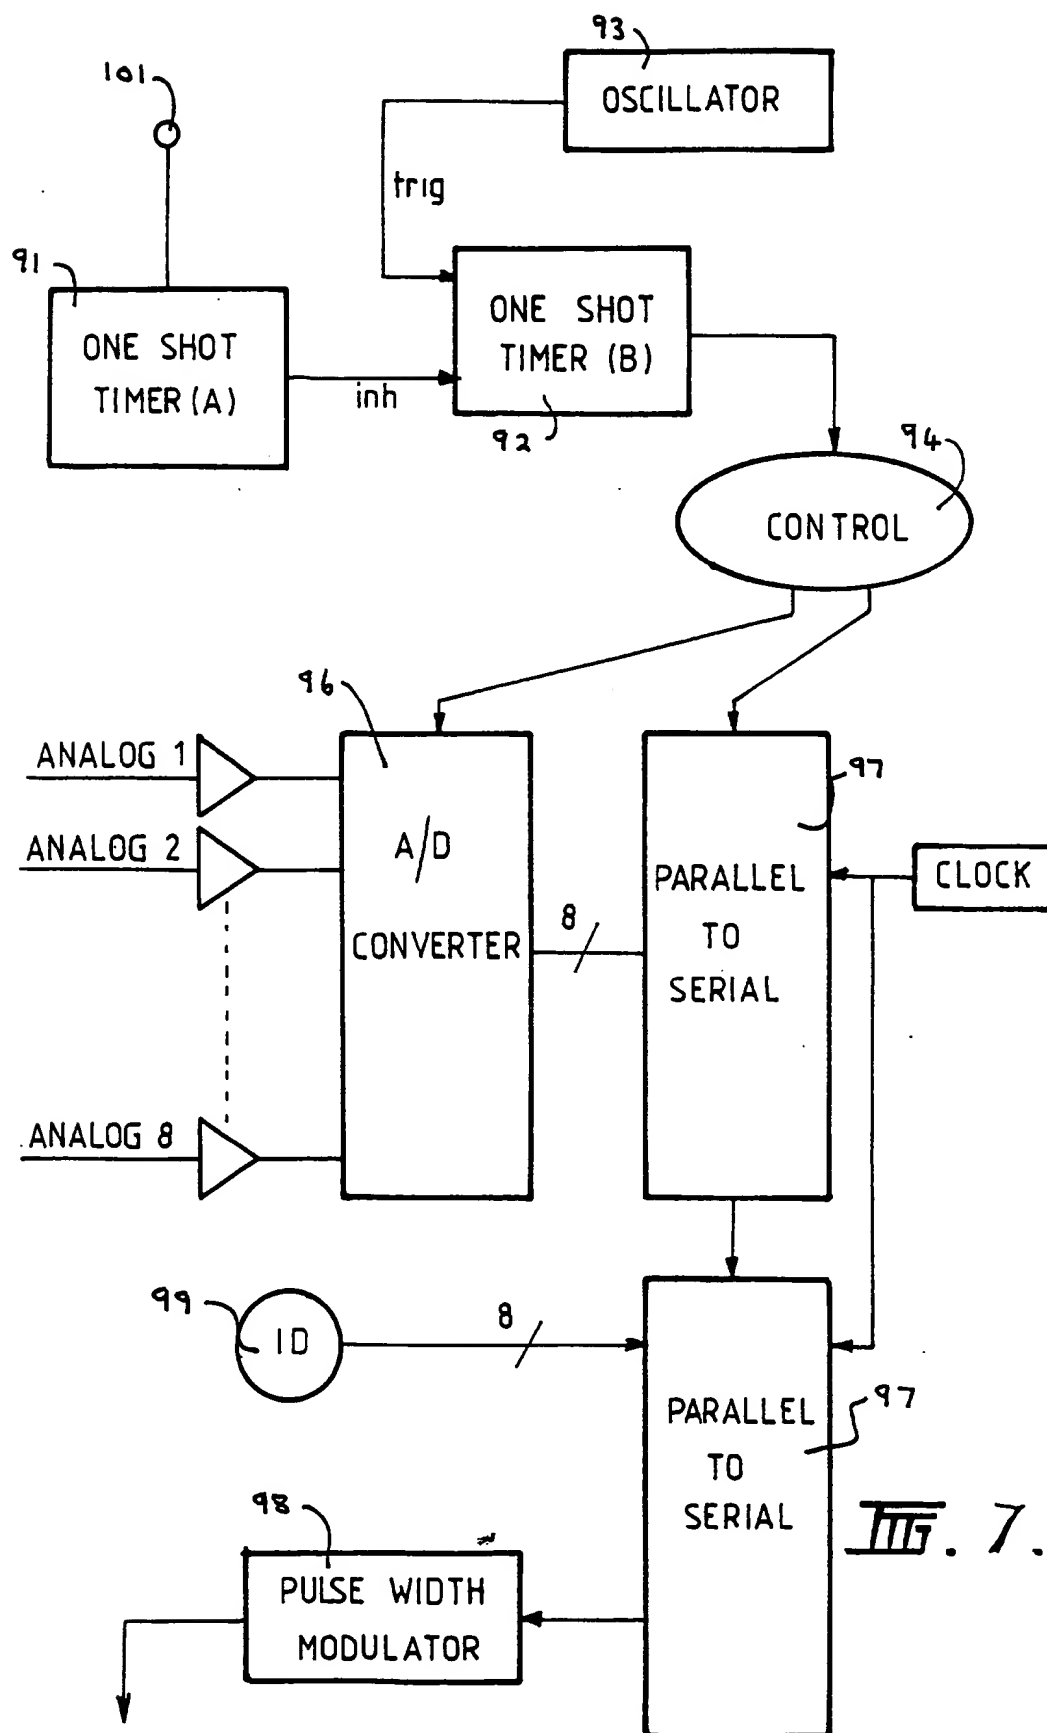 93
OSCILLATOR
101
trig
91
ONE SHOT
TIMER (A)
inh
ONE SHOT
TIMER (B)
92
94
CONTROL
96
ANALOG 1
ANALOG 2
ANALOG 8
A/D
CONVERTER
8
97
PARALLEL
TO
SERIAL
CLOCK
99
ID
8
97
PARALLEL
TO
SERIAL
98
PULSE WIDTH
MODULATOR
FIG. 7.